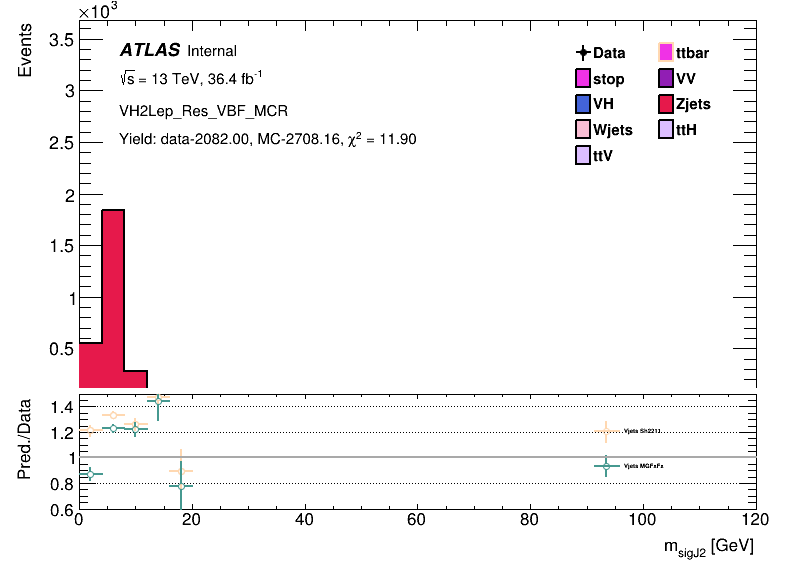 ×10³
Events
3.5
3
2.5
2
1.5
1
0.5
ATLAS Internal
√s = 13 TeV, 36.4 fb⁻¹
VH2Lep_Res_VBF_MCR
Yield: data-2082.00, MC-2708.16, χ² = 11.90
Data
ttbar
stop
VV
VH
Zjets
Wjets
ttH
ttV
Pred./Data
1.4
1.2
1
0.8
0.6
Vjets Sh2211
Vjets MGFxFx
0 20 40 60 80 100 120
m_sigJ2 [GeV]